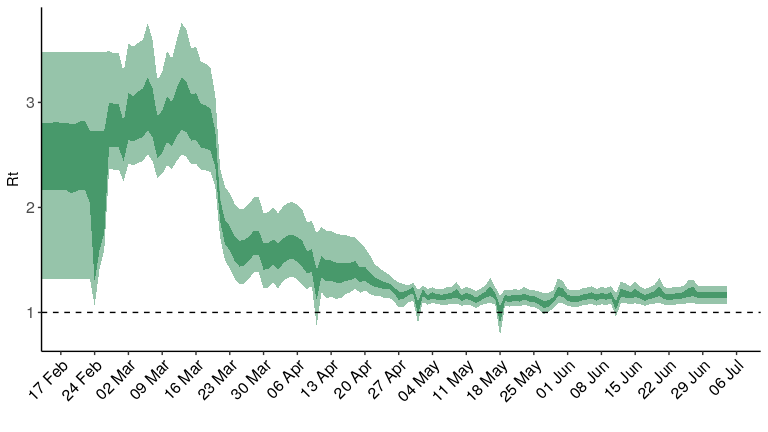 Rt
3
2
1
17 Feb
24 Feb
02 Mar
09 Mar
16 Mar
23 Mar
30 Mar
06 Apr
13 Apr
20 Apr
27 Apr
04 May
11 May
18 May
25 May
01 Jun
08 Jun
15 Jun
22 Jun
29 Jun
06 Jul